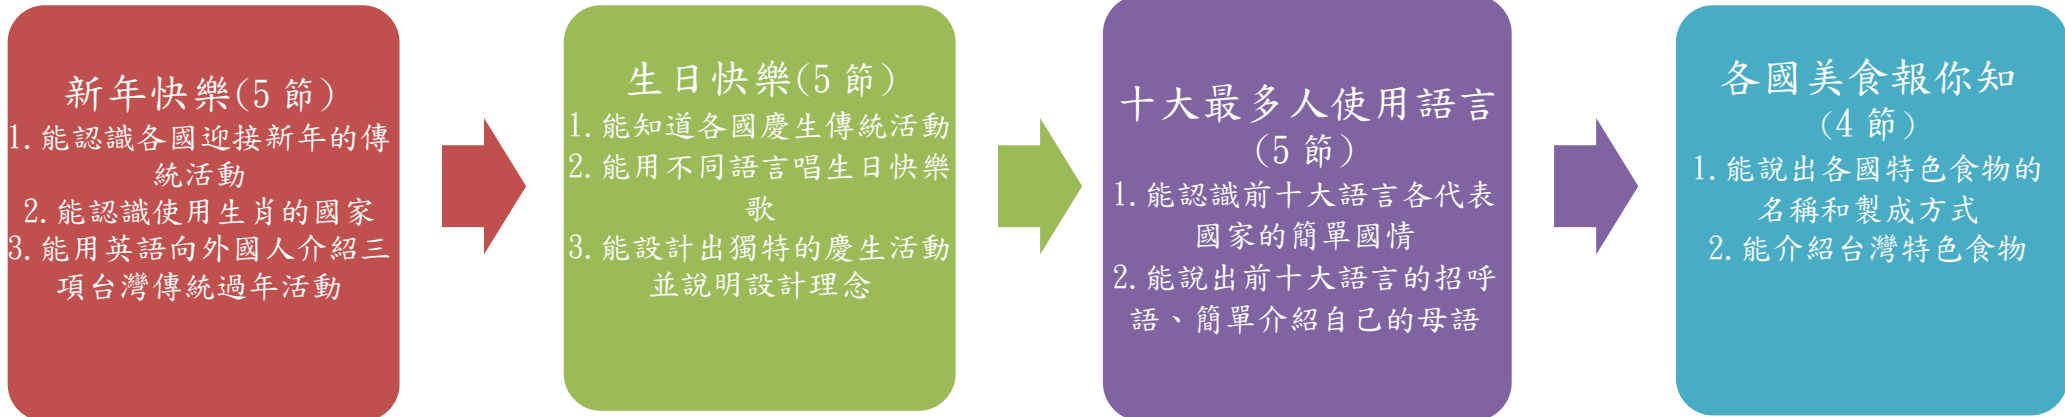 新年快樂(5 節)
1. 能認識各國迎接新年的傳
統活動
2. 能認識使用生肖的國家
3. 能用英語向外國人介紹三
項台灣傳統過年活動
生日快樂(5 節)
1. 能知道各國慶生傳統活動
2. 能用不同語言唱生日快樂
歌
3. 能設計出獨特的慶生活動
並說明設計理念
十大最多人使用語言
(5 節)
1. 能認識前十大語言各代表
國家的簡單國情
2. 能說出前十大語言的招呼
語、簡單介紹自己的母語
各國美食報你知
(4 節)
1. 能說出各國特色食物的
名稱和製成方式
2. 能介紹台灣特色食物